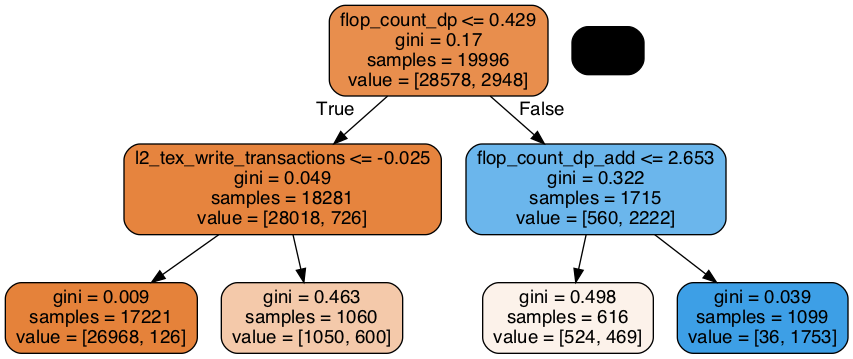 flop_count_dp <= 0.429
gini = 0.17
samples = 19996
value = [28578, 2948]
True
False
l2_tex_write_transactions <= -0.025
gini = 0.049
samples = 18281
value = [28018, 726]
flop_count_dp_add <= 2.653
gini = 0.322
samples = 1715
value = [560, 2222]
gini = 0.009
samples = 17221
value = [26968, 126]
gini = 0.463
samples = 1060
value = [1050, 600]
gini = 0.498
samples = 616
value = [524, 469]
gini = 0.039
samples = 1099
value = [36, 1753]